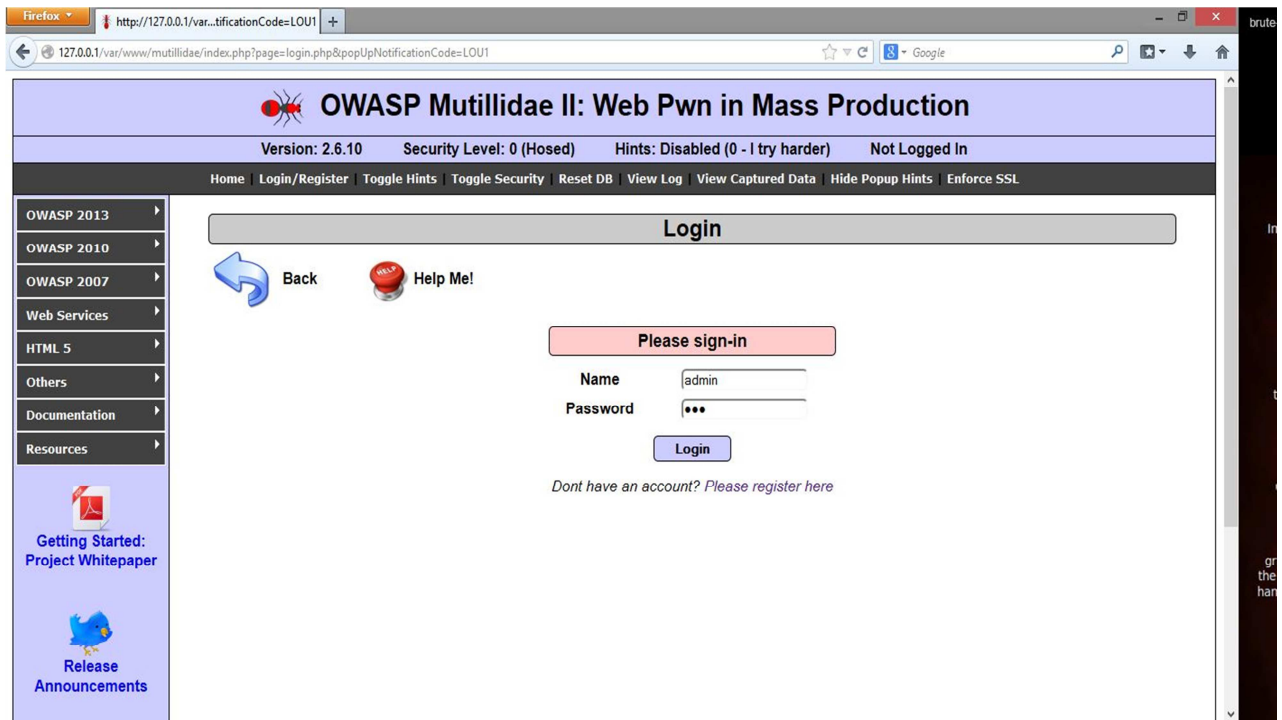 Firefox
http://127.0.0.1/var...tificationCode=LOU1
127.0.0.1/var/www/mutillidae/index.php?page=login.php&popUpNotificationCode=LOU1
Google
OWASP Mutillidae II: Web Pwn in Mass Production
Version: 2.6.10 Security Level: 0 (Hosed) Hints: Disabled (0 - I try harder) Not Logged In
Home | Login/Register | Toggle Hints | Toggle Security | Reset DB | View Log | View Captured Data | Hide Popup Hints | Enforce SSL
OWASP 2013
OWASP 2010
OWASP 2007
Web Services
HTML 5
Others
Documentation
Resources
Getting Started:
Project Whitepaper
Release
Announcements
Login
Back
HELP
Help Me!
Please sign-in
Name admin
Password •••
Login
Dont have an account? Please register here
brute
the